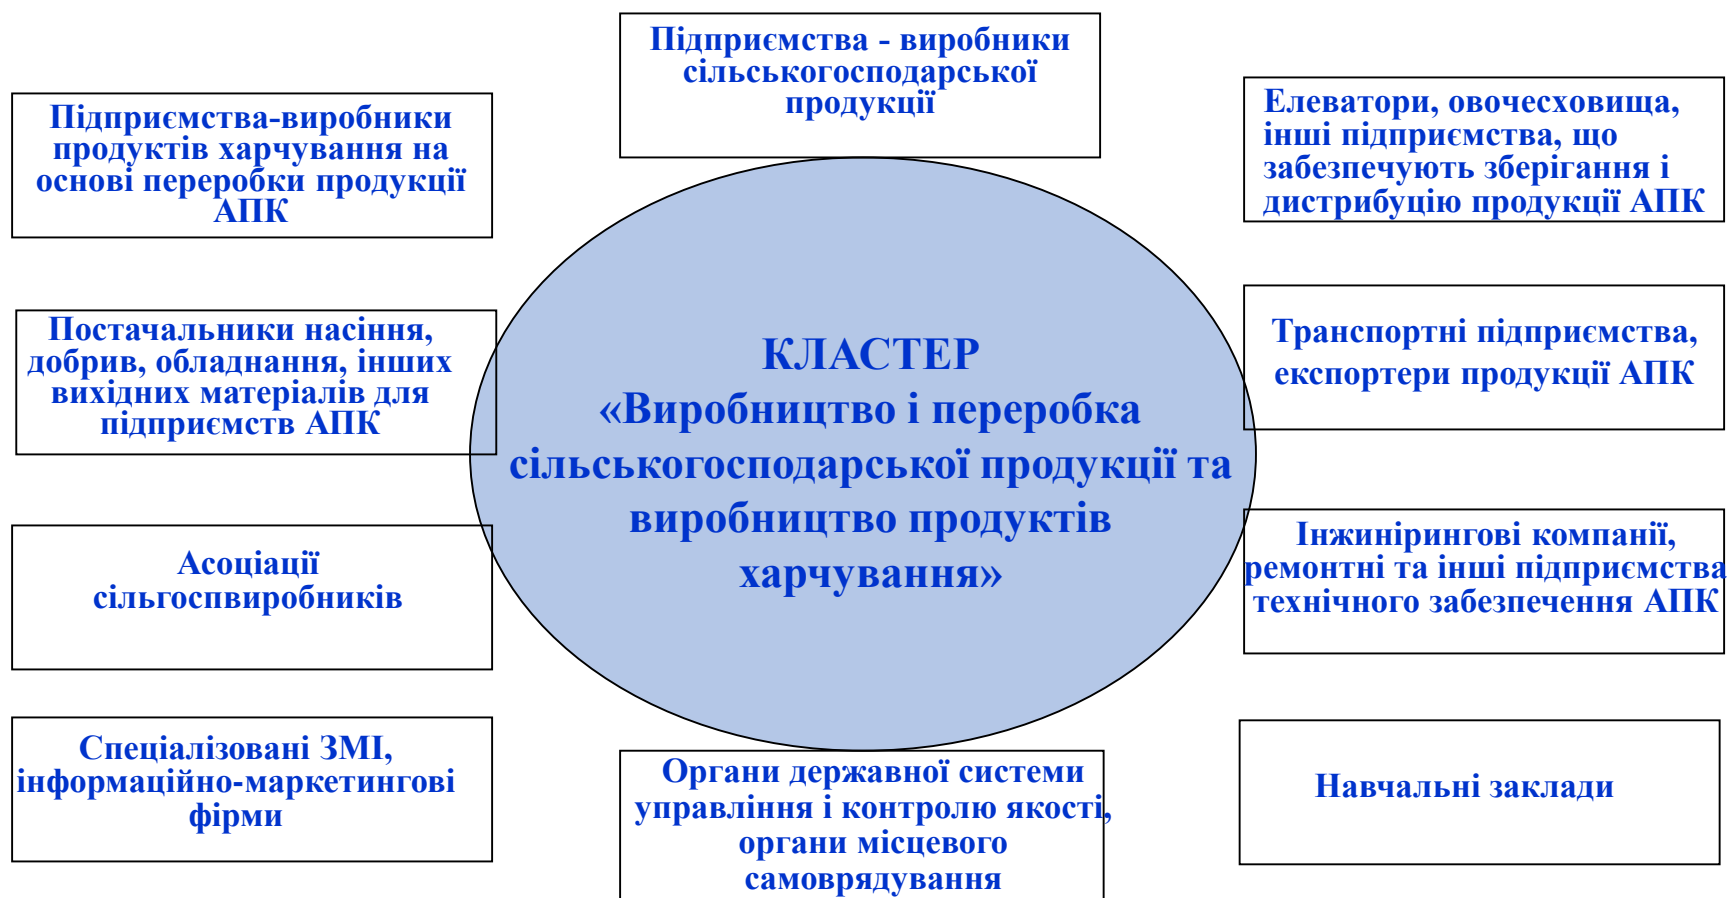 Підприємства - виробники
сільськогосподарської
продукції
Підприємства-виробники
продуктів харчування на
основі переробки продукції
АПК
Елеватори, овочесховища,
інші підприємства, що
забезпечують зберігання і
дистрибуцію продукції АПК
Постачальники насіння,
добрив, обладнання, інших
вихідних матеріалів для
підприємств АПК
КЛАСТЕР
«Виробництво і переробка
сільськогосподарської продукції та
виробництво продуктів
харчування»
Транспортні підприємства,
експортери продукції АПК
Асоціації
сільгоспвиробників
Інжинірингові компанії,
ремонтні та інші підприємства
технічного забезпечення АПК
Спеціалізовані ЗМІ,
інформаційно-маркетингові
фірми
Органи державної системи
управління і контролю якості,
органи місцевого
самоврядування
Навчальні заклади